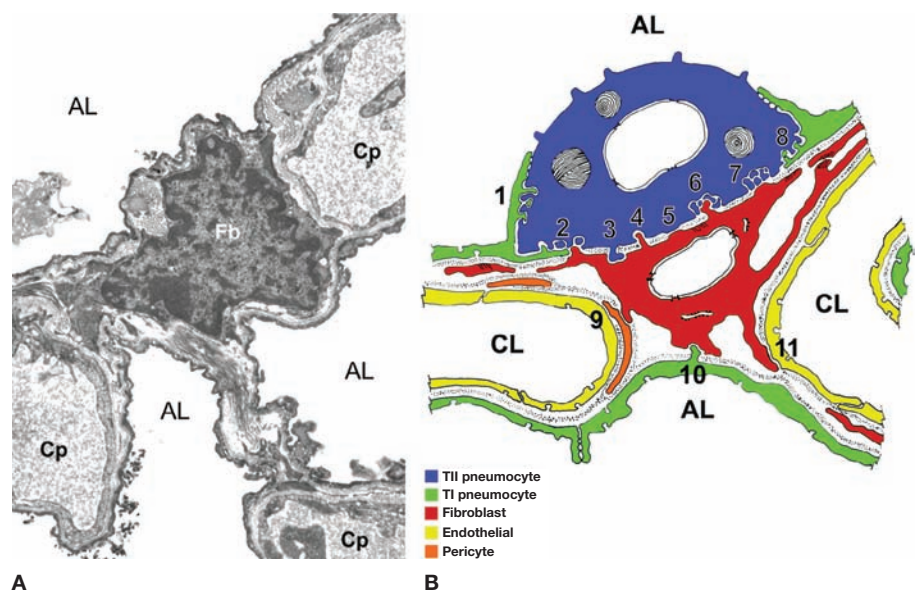 AL
Cp
AL
Fb
AL
AL
Cp
Cp
A
AL
1
2
3
4
5
6
7
8
9
CL
CL
10
11
AL
TII pneumocyte
TI pneumocyte
Fibroblast
Endothelial
Pericyte
B